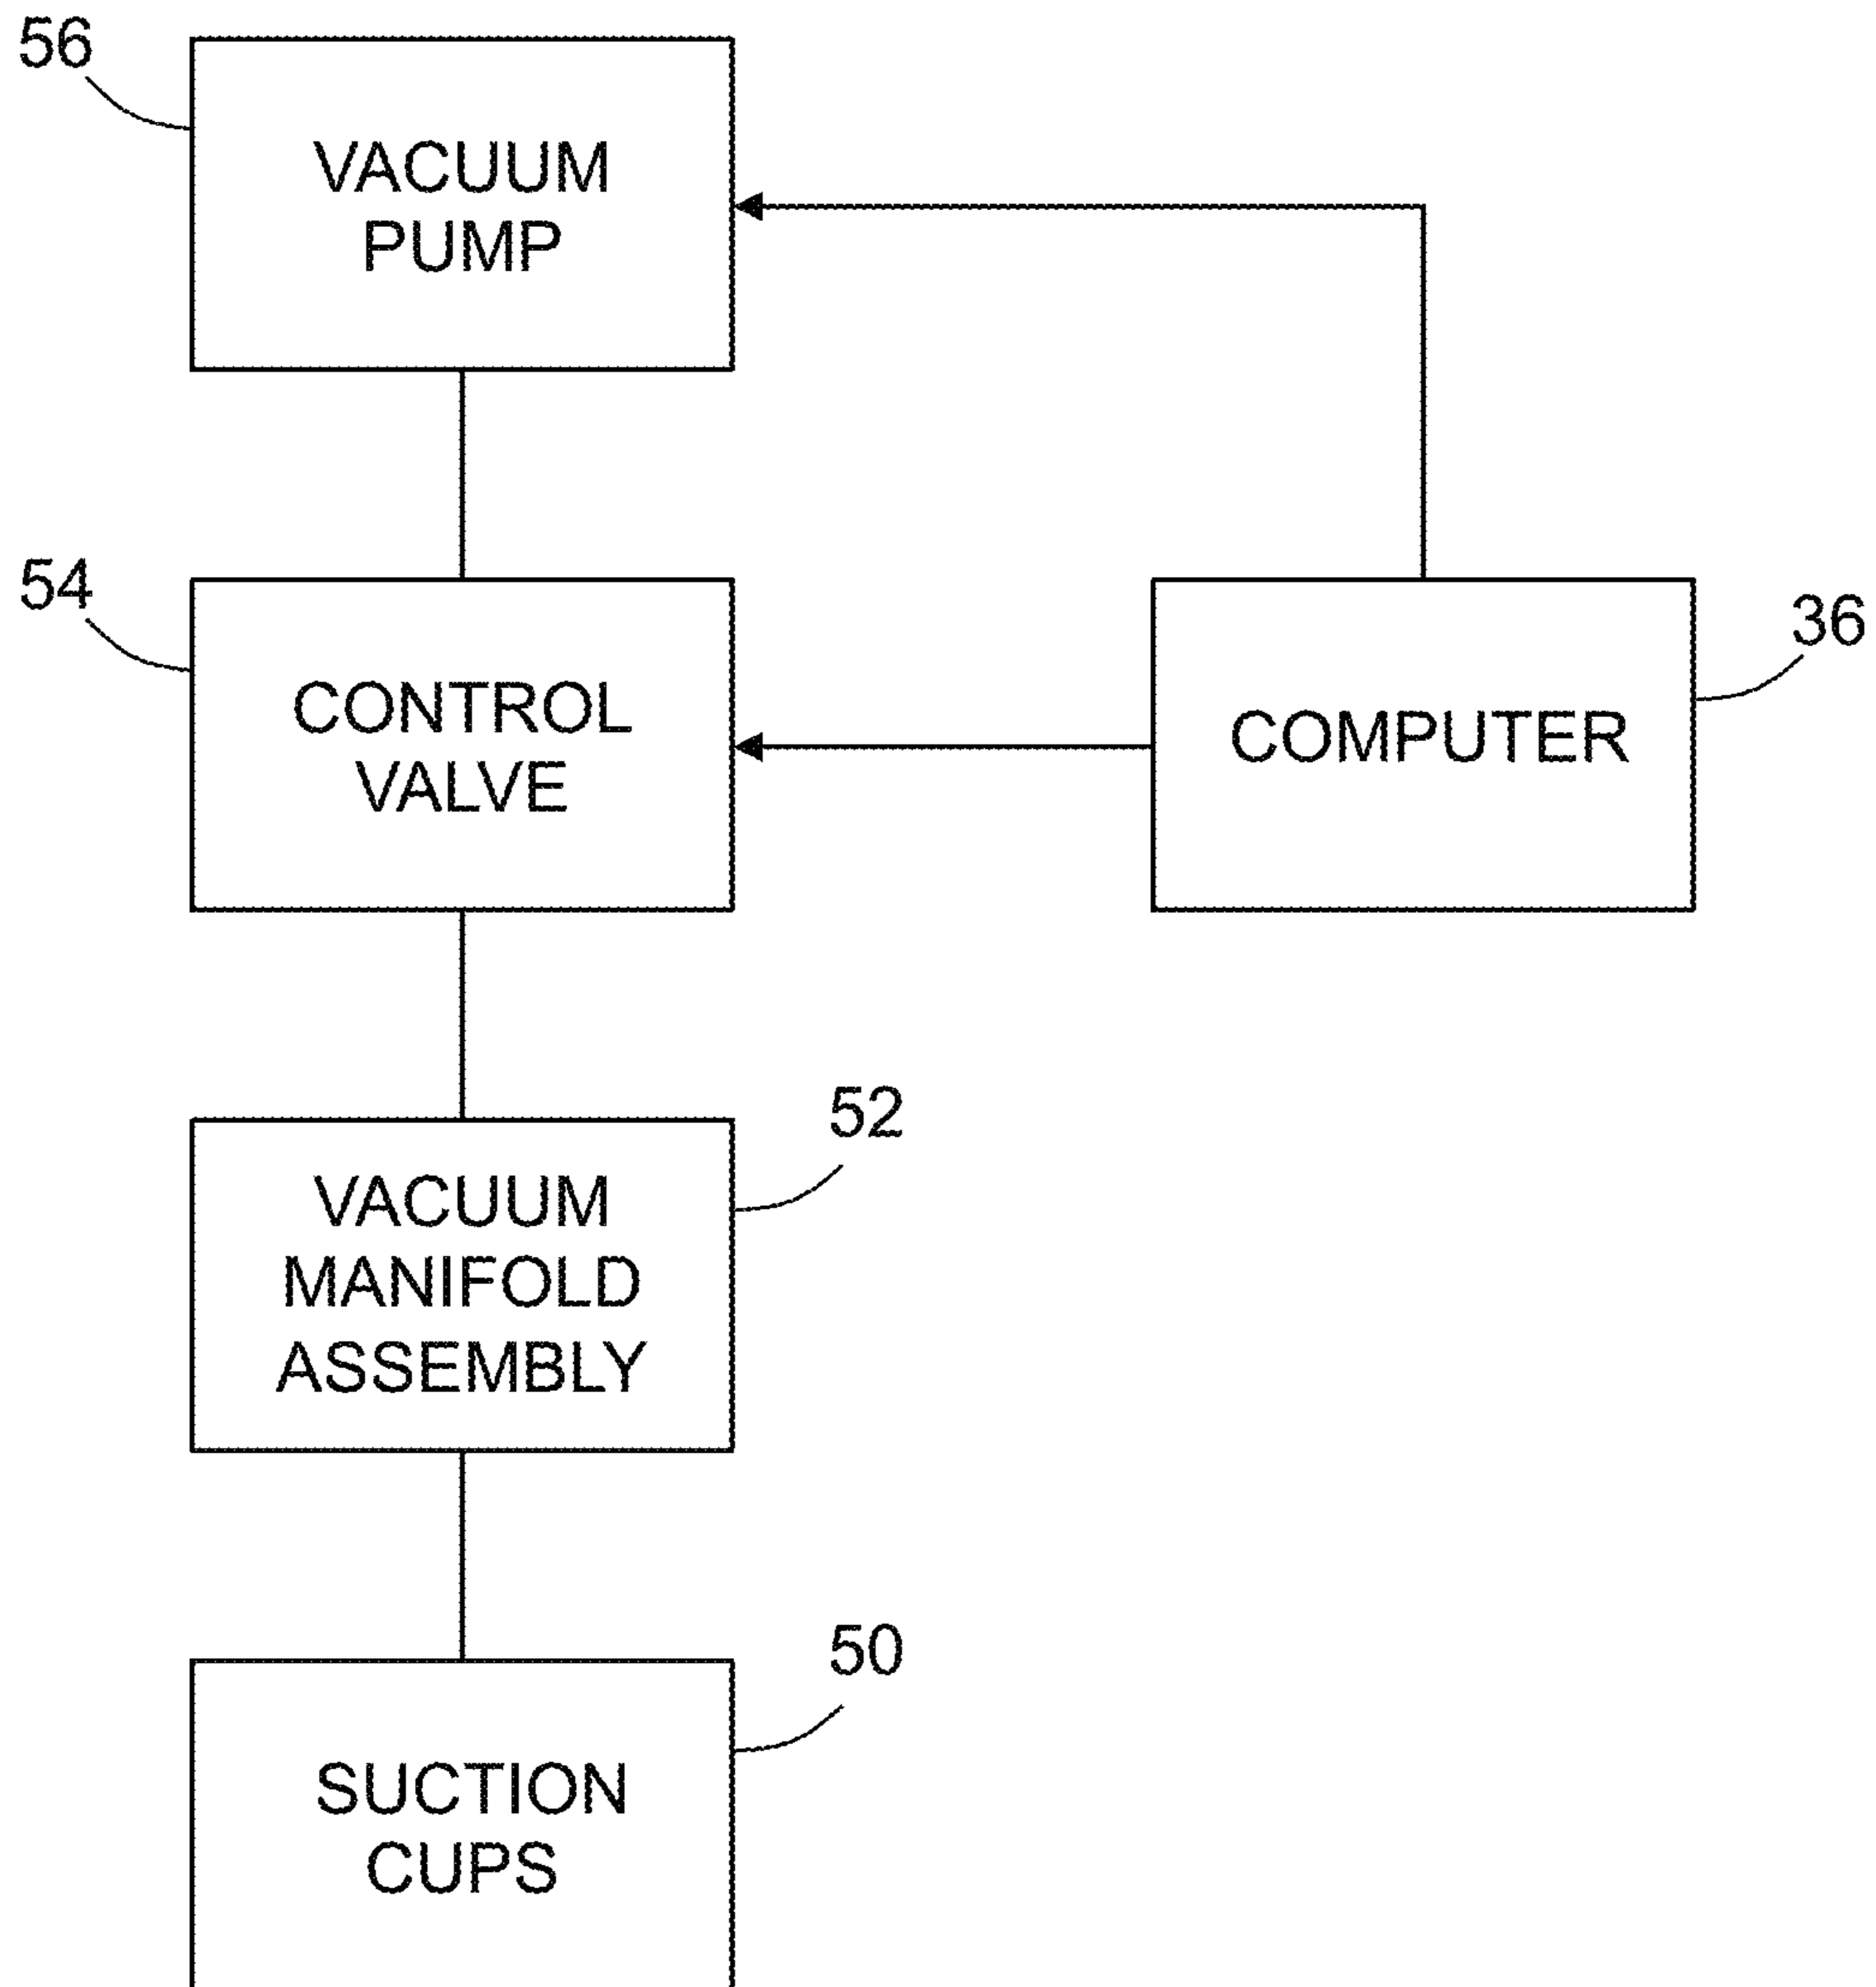 56
VACUUM
PUMP
54
CONTROL
VALVE
36
COMPUTER
52
VACUUM
MANIFOLD
ASSEMBLY
50
SUCTION
CUPS